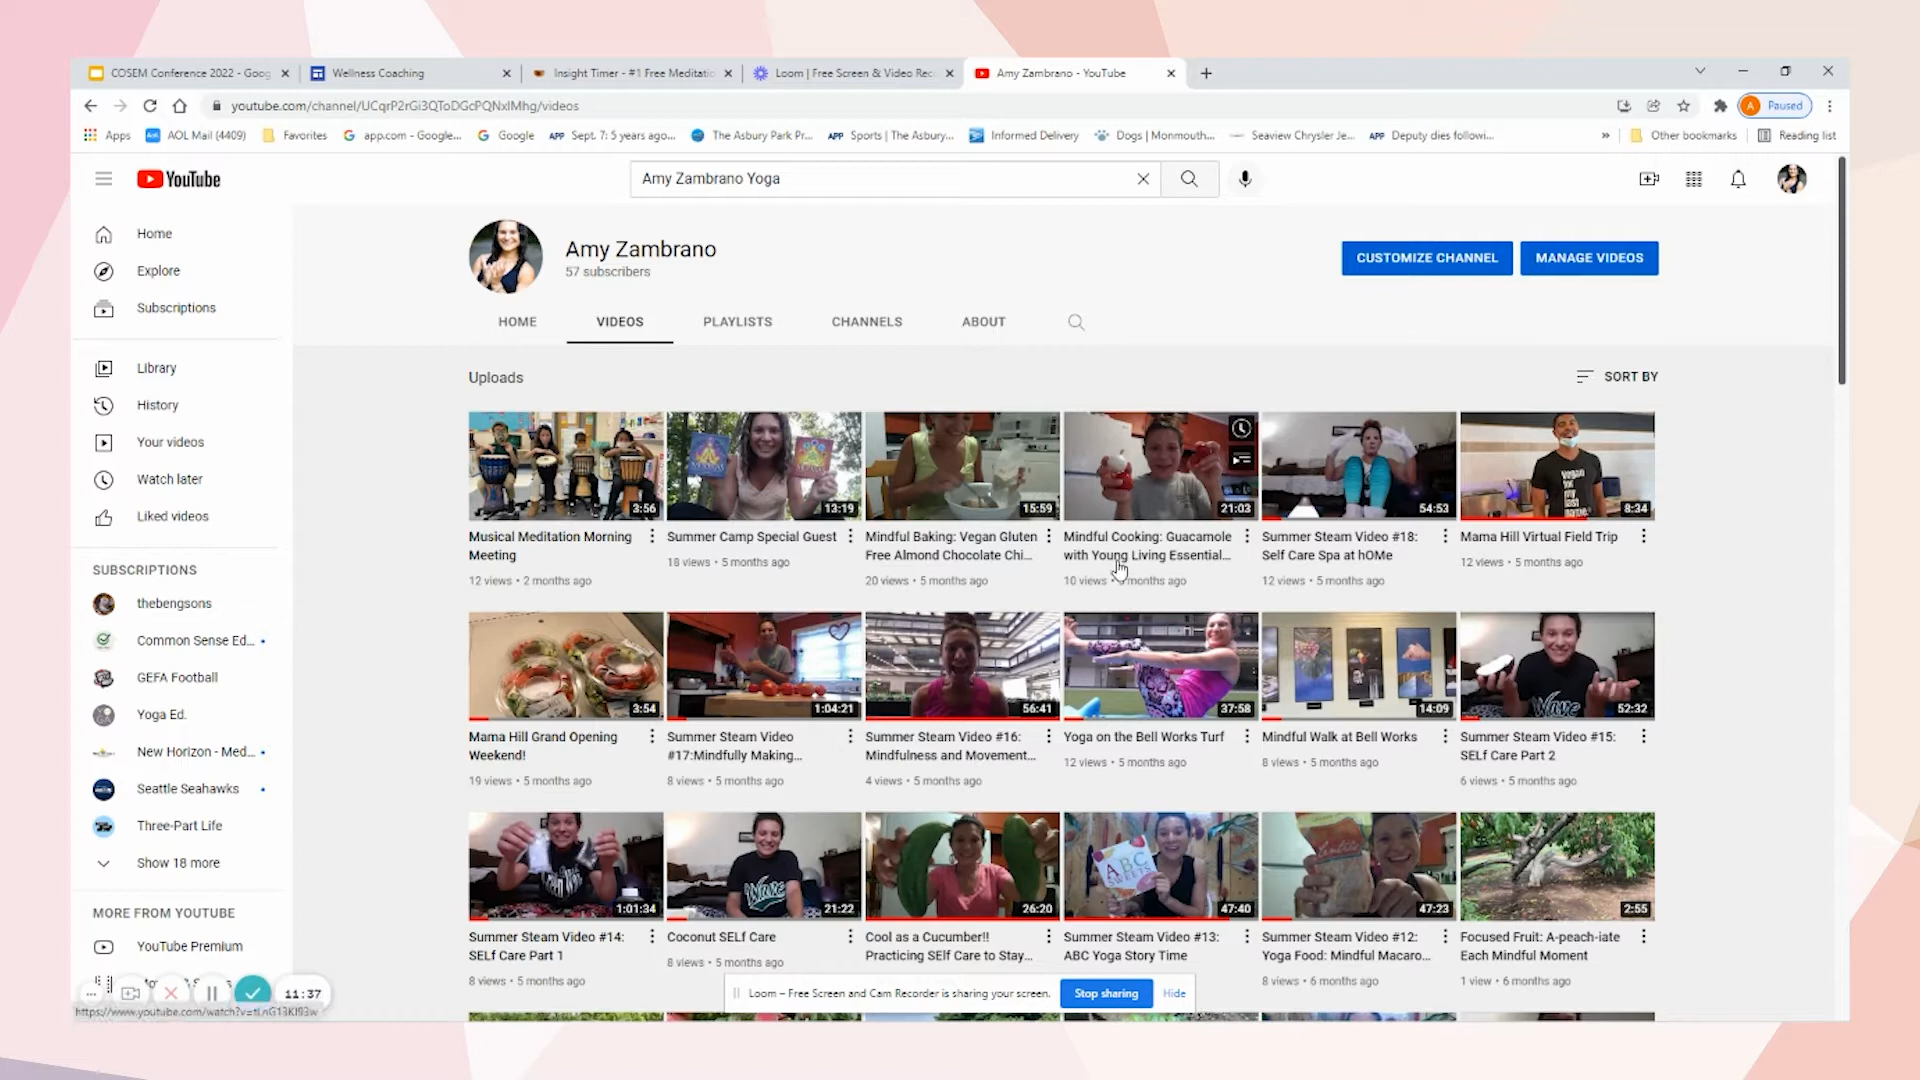 COSEM Conference 2022 - Goog
Wellness Coaching
Insight Timer - #1 Free Meditatio
Loom | Free Screen & Video Rec
Amy Zambrano - YouTube
youtube.com/channel/UCqrP2rGi3QToDGcPQNxlMhg/videos
Paused
Apps
AOL Mail (4409)
Favorites
app.com - Google...
Google
APP Sept. 7: 5 years ago...
The Asbury Park Pr...
APP Sports | The Asbury...
Informed Delivery
Dogs | Monmouth...
Seaview Chrysler Je...
APP Deputy dies followi...
» Other bookmarks
Reading list
YouTube
Amy Zambrano Yoga
Home
Explore
Subscriptions
Library
History
Your videos
Watch later
Liked videos
SUBSCRIPTIONS
thebengsons
Common Sense Ed...
GEFA Football
Yoga Ed.
New Horizon - Med...
Seattle Seahawks
Three-Part Life
Show 18 more
MORE FROM YOUTUBE
YouTube Premium
Amy Zambrano
57 subscribers
CUSTOMIZE CHANNEL
MANAGE VIDEOS
HOME
VIDEOS
PLAYLISTS
CHANNELS
ABOUT
Uploads
SORT BY
3:56
13:19
15:59
21:03
54:53
8:34
Musical Meditation Morning
Meeting
12 views • 2 months ago
Summer Camp Special Guest
18 views • 5 months ago
Mindful Baking: Vegan Gluten
Free Almond Chocolate Chi...
20 views • 5 months ago
Mindful Cooking: Guacamole
with Young Living Essential...
10 views • 5 months ago
Summer Steam Video #18:
Self Care Spa at hOMe
12 views • 5 months ago
Mama Hill Virtual Field Trip
12 views • 5 months ago
3:54
1:04:21
56:41
37:58
14:09
52:32
Mama Hill Grand Opening
Weekend!
19 views • 5 months ago
Summer Steam Video
#17:Mindfully Making...
8 views • 5 months ago
Summer Steam Video #16:
Mindfulness and Movement...
4 views • 5 months ago
Yoga on the Bell Works Turf
12 views • 5 months ago
Mindful Walk at Bell Works
8 views • 5 months ago
Summer Steam Video #15:
SELf Care Part 2
6 views • 5 months ago
Wave
ABC
SWEETS
1:01:34
21:22
26:20
47:40
47:23
2:55
Summer Steam Video #14:
SELf Care Part 1
8 views • 5 months ago
Coconut SELf Care
8 views • 5 months ago
Cool as a Cucumber!!
Practicing SElf Care to Stay...
Summer Steam Video #13:
ABC Yoga Story Time
Summer Steam Video #12:
Yoga Food: Mindful Macaro...
8 views • 6 months ago
Focused Fruit: A-peach-iate
Each Mindful Moment
1 view • 6 months ago
11:37
Loom – Free Screen and Cam Recorder is sharing your screen.
Stop sharing
Hide